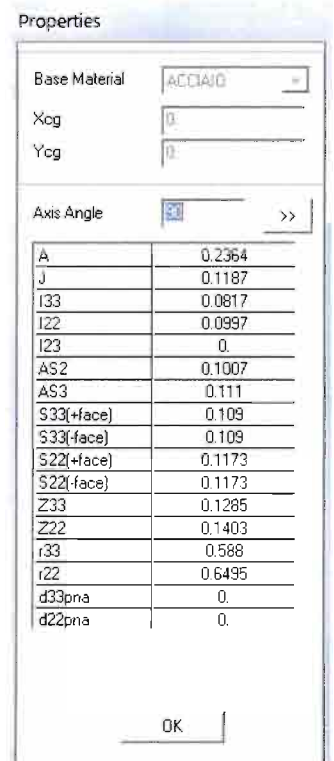 Properties
Base Material ACCIAIO
Xcg 0.
Ycg 0.
Axis Angle 90 >>
A 0.2364
J 0.1187
I33 0.0817
I22 0.0997
I23 0.
AS2 0.1007
AS3 0.111
S33(+face) 0.109
S33(-face) 0.109
S22(+face) 0.1173
S22(-face) 0.1173
Z33 0.1285
Z22 0.1403
r33 0.588
r22 0.6495
d33pna 0.
d22pna 0.
OK